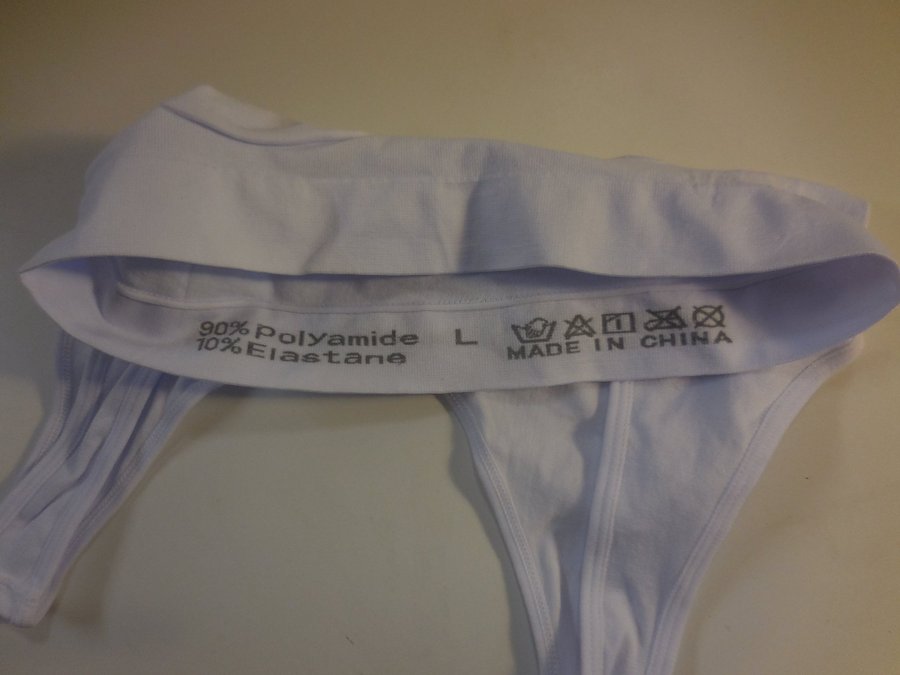 90% Polyamide
10% Elastane
L
MADE IN CHINA